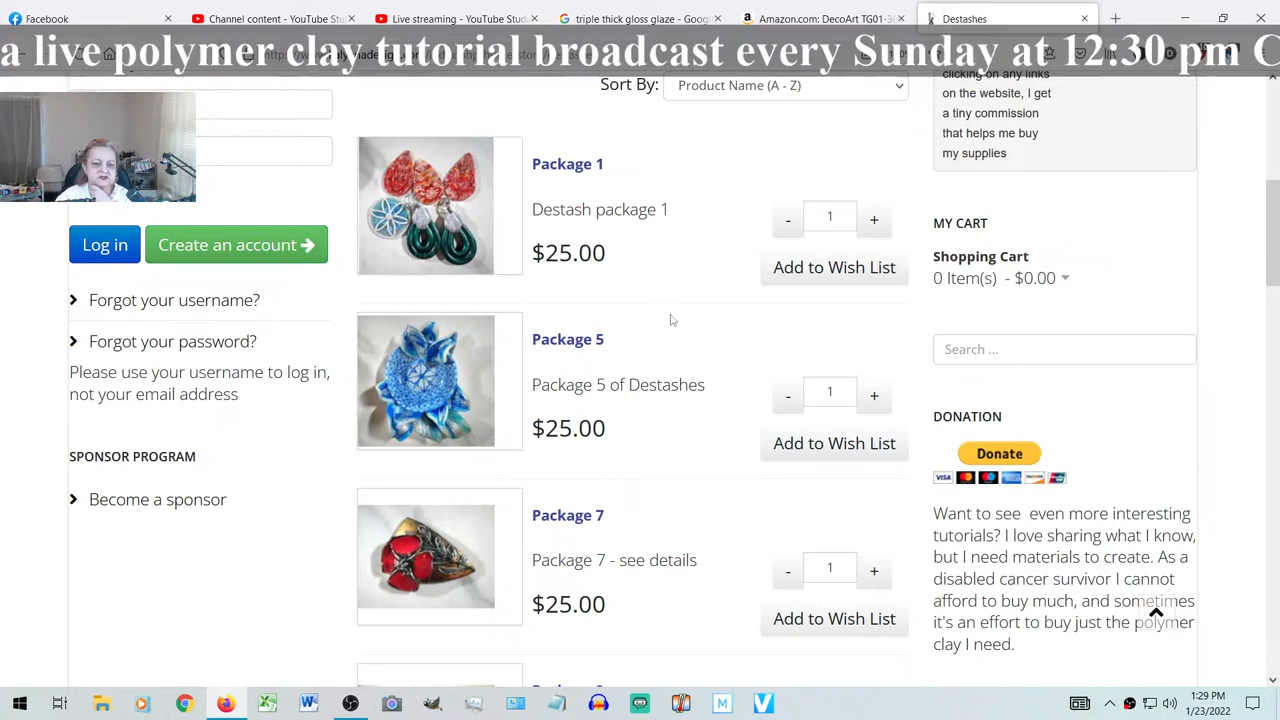 Facebook
Channel content - YouTube St
Live streaming - YouTube Stud
triple thick gloss glaze - Goog
Amazon.com: DecoArt TG01-36
Destashes
a live polymer clay tutorial broadcast every Sunday at 12.30 pm C
clicking on any links
on the website, I get
a tiny commission
that helps me buy
my supplies
Sort By:
Product Name (A - Z)
Log in
Create an account
Forgot your username?
Forgot your password?
Please use your username to log in,
not your email address
SPONSOR PROGRAM
Become a sponsor
Package 1
Destash package 1
$25.00
-
1
+
Add to Wish List
Package 5
Package 5 of Destashes
$25.00
-
1
+
Add to Wish List
Package 7
Package 7 - see details
$25.00
-
1
+
Add to Wish List
MY CART
Shopping Cart
0 Item(s) - $0.00
Search ...
DONATION
Donate
VISA
Want to see even more interesting
tutorials? I love sharing what I know,
but I need materials to create. As a
disabled cancer survivor I cannot
afford to buy much, and sometimes
it's an effort to buy just the polymer
clay I need.
1:29 PM
1/23/2022